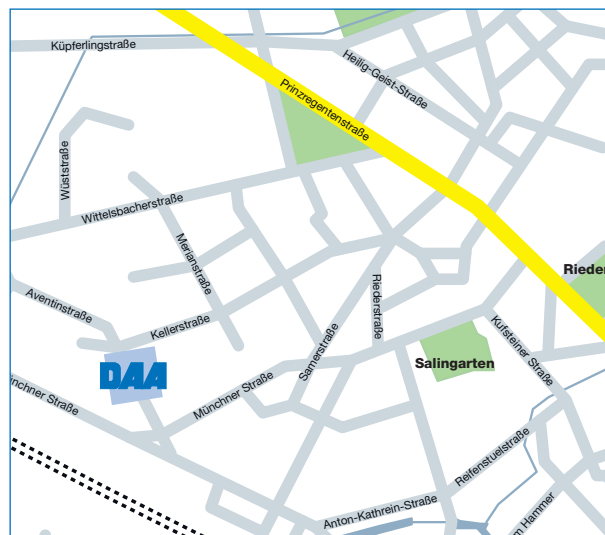 Küpferlingstraße
Heilig-Geist-Straße
Prinzregentenstraße
Wüststraße
Wittelsbacherstraße
Merianstraße
Rieder
Aventinstraße
Kellerstraße
Riederstraße
Samerstraße
Kufsteiner Straße
Salingarten
DAA
Münchner Straße
nchner Straße
Reifenstuelstraße
Anton-Kathrein-Straße
m Hammer